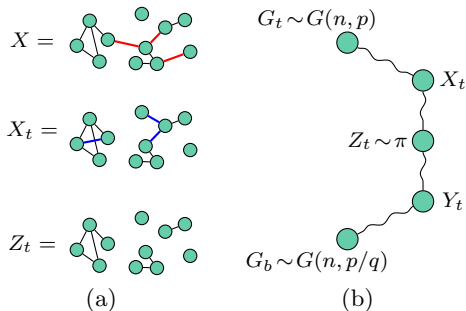 X =
X_t =
Z_t =
(a)
G_t ∼ G(n, p)
X_t
Z_t ∼ π
Y_t
G_b ∼ G(n, p/q)
(b)